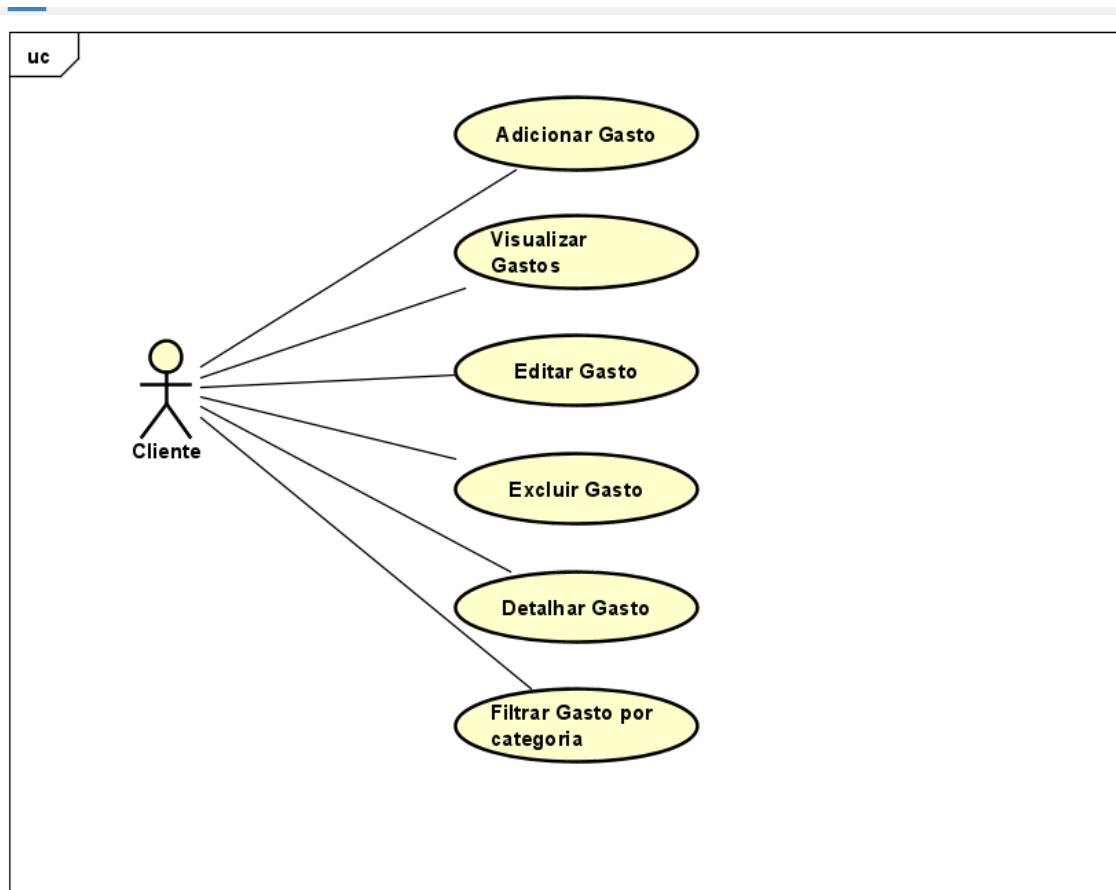 uc
Adicionar Gasto
Visualizar
Gastos
Editar Gasto
Cliente
Excluir Gasto
Detalhar Gasto
Filtrar Gasto por
categoria